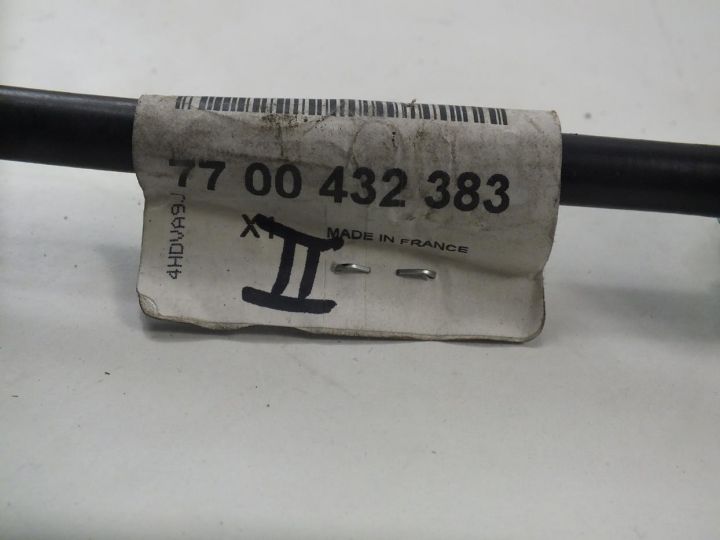 77 00 432 383
X1
MADE IN FRANCE
II
4HDVA9J